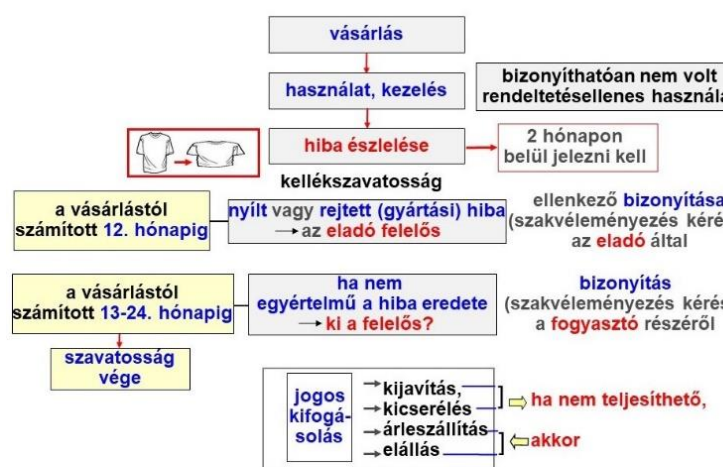 vásárlás
használat, kezelés
bizonyíthatóan nem volt
rendeltetésellenes használa
hiba észlelése
2 hónapon
belül jelezni kell
kellékszavatosság
a vásárlástól
számított 12. hónapig
nyílt vagy rejtett (gyártási) hiba
az eladó felelős
ellenkező bizonyítása
(szakvéleményezés kérés
az eladó által
a vásárlástól
számított 13-24. hónapig
ha nem
egyértelmű a hiba eredete
ki a felelős?
bizonyítás
(szakvéleményezés kérés
a fogyasztó részéről
szavatosság
vége
jogos
kifogá-
solás
kijavítás,
kicserélés
árleszállítás
elállás
ha nem teljesíthető,
akkor